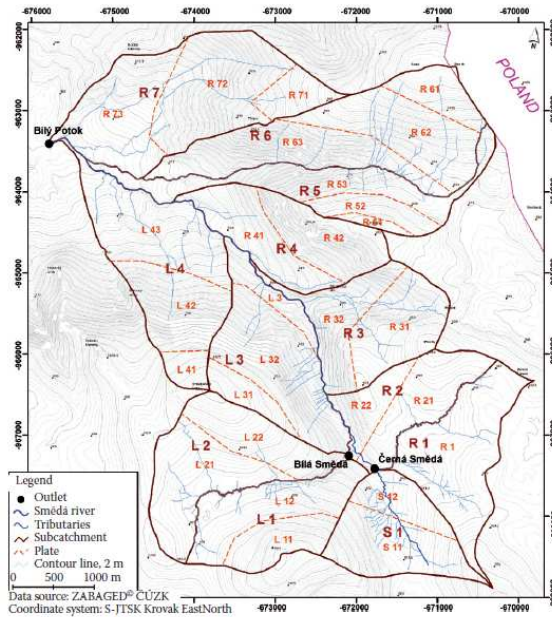 -676000 -675000 -674000 -673000 -672000 -671000 -670000
-962000
-963000
-964000
-965000
-966000
-967000
POLAND
R 7
R 72
R 71
R 73
R 61
R 62
Bílý Potok
R 6
R 63
R 5
R 53
R 52
L 43
R 41
R 42
R 4
L 4
L 3
L 42
R 32
R 31
R 3
L 3
L 32
L 41
R 2
L 31
R 22
R 21
L 2
L 22
R 1
R 1
L 21
Bílá Smědá
Černá Smědá
L 12
S 12
L 1
S 1
L 11
S 11
Legend
Outlet
Smědá river
Tributaries
Subcatchment
Plate
Contour line, 2 m
0 500 1000 m
Data source: ZABAGED® ČÚZK
Coordinate system: S-JTSK Krovak EastNorth
-673000 -672000 -671000 -670000